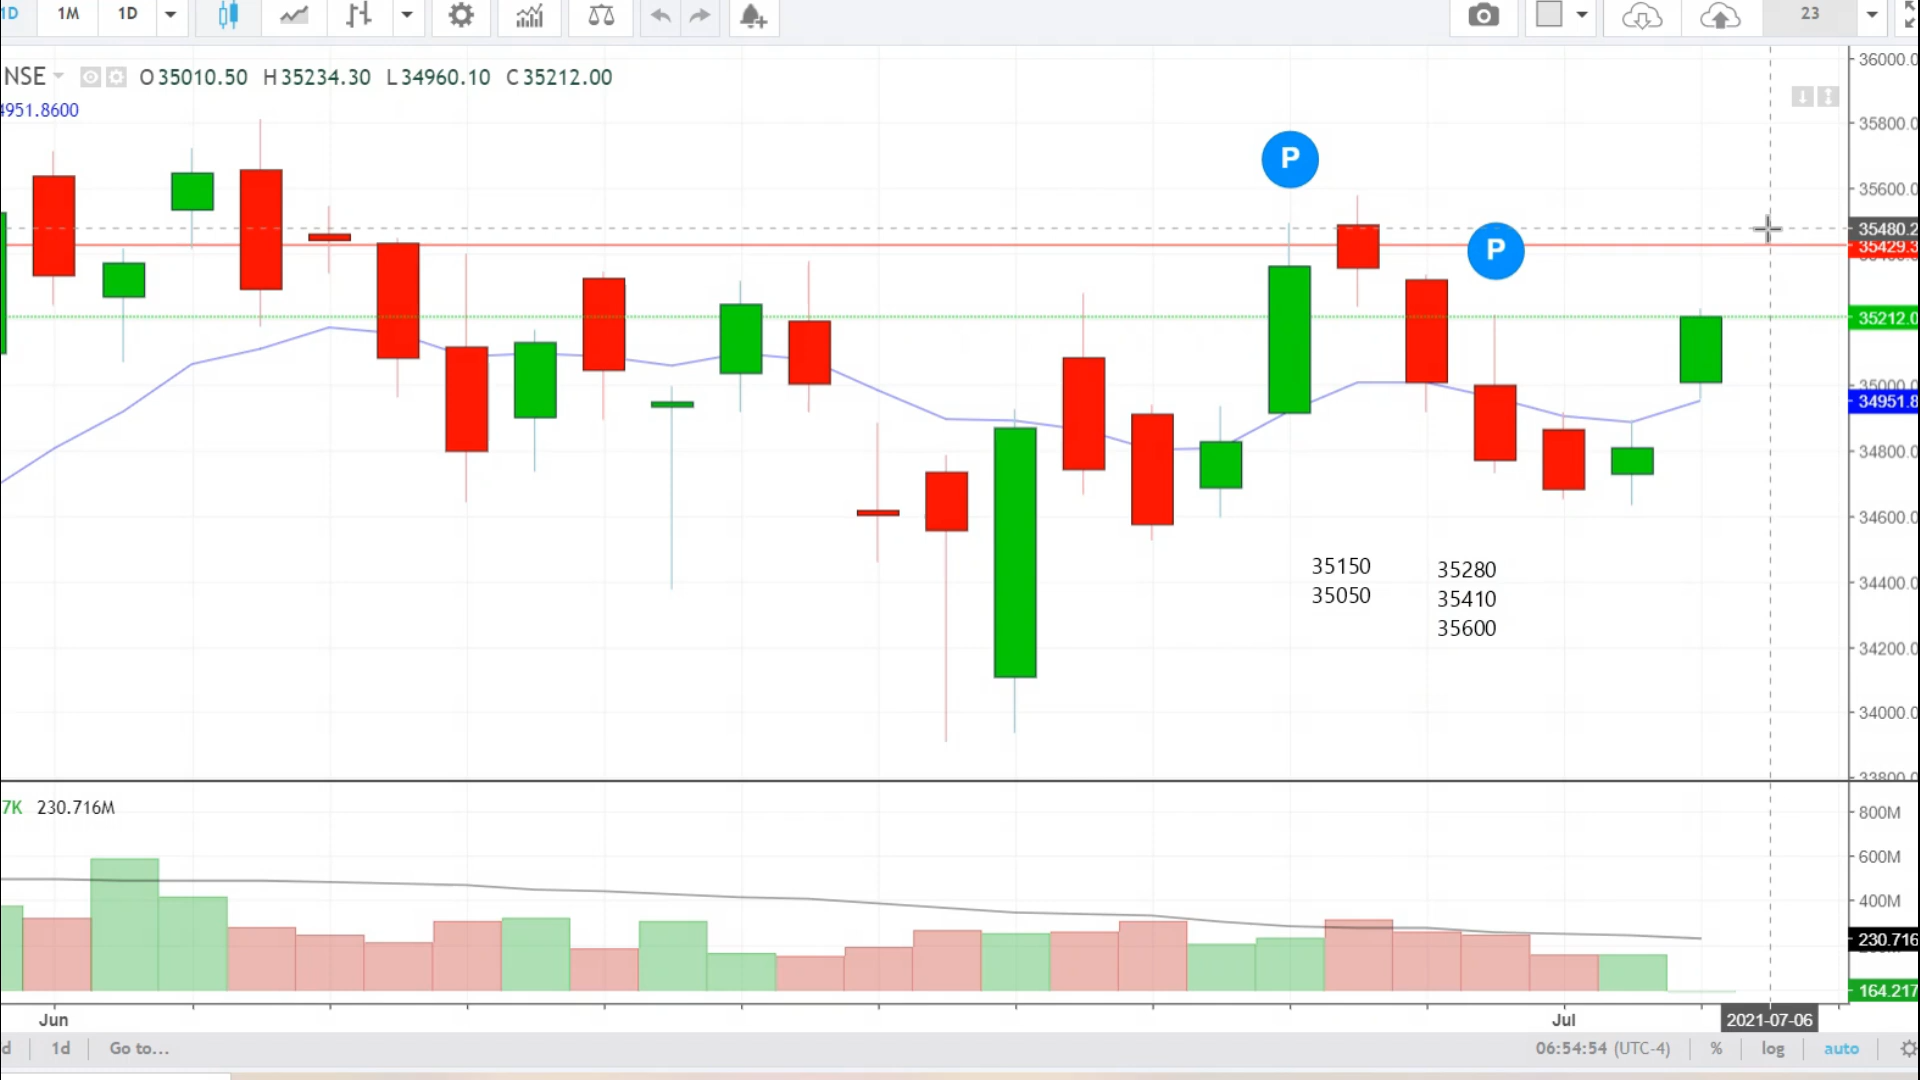 1D 1M 1D 23
NSE O35010.50 H35234.30 L34960.10 C35212.00
4951.8600
P
P
36000.0
35800.0
35600.0
35480.2
35429.3
35212.0
35000.0
34951.8
34800.0
34600.0
34400.0
34200.0
34000.0
35150 35280
35050 35410
35600
7K 230.716M
800M
600M
400M
230.716
164.217
Jun Jul 2021-07-06
d 1d Go to... 06:54:54 (UTC-4) % log auto